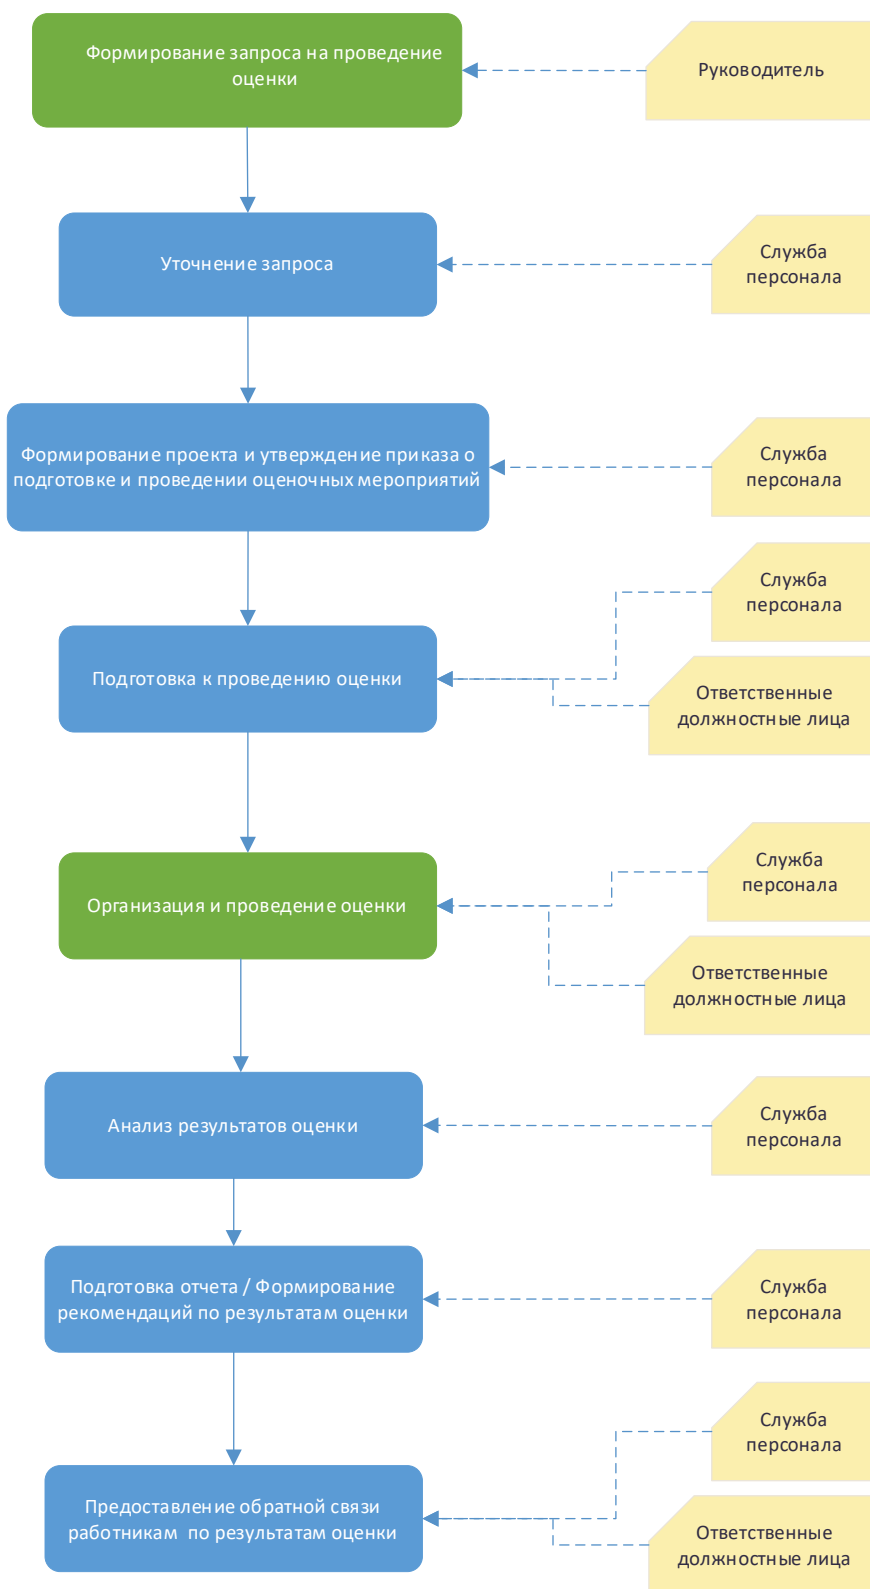 Формирование запроса на проведение
оценки
Руководитель
Уточнение запроса
Служба
персонала
Формирование проекта и утверждение приказа о
подготовке и проведении оценочных мероприятий
Служба
персонала
Подготовка к проведению оценки
Служба
персонала
Ответственные
должностные лица
Организация и проведение оценки
Служба
персонала
Ответственные
должностные лица
Анализ результатов оценки
Служба
персонала
Подготовка отчета / Формирование
рекомендаций по результатам оценки
Служба
персонала
Предоставление обратной связи
работникам по результатам оценки
Служба
персонала
Ответственные
должностные лица